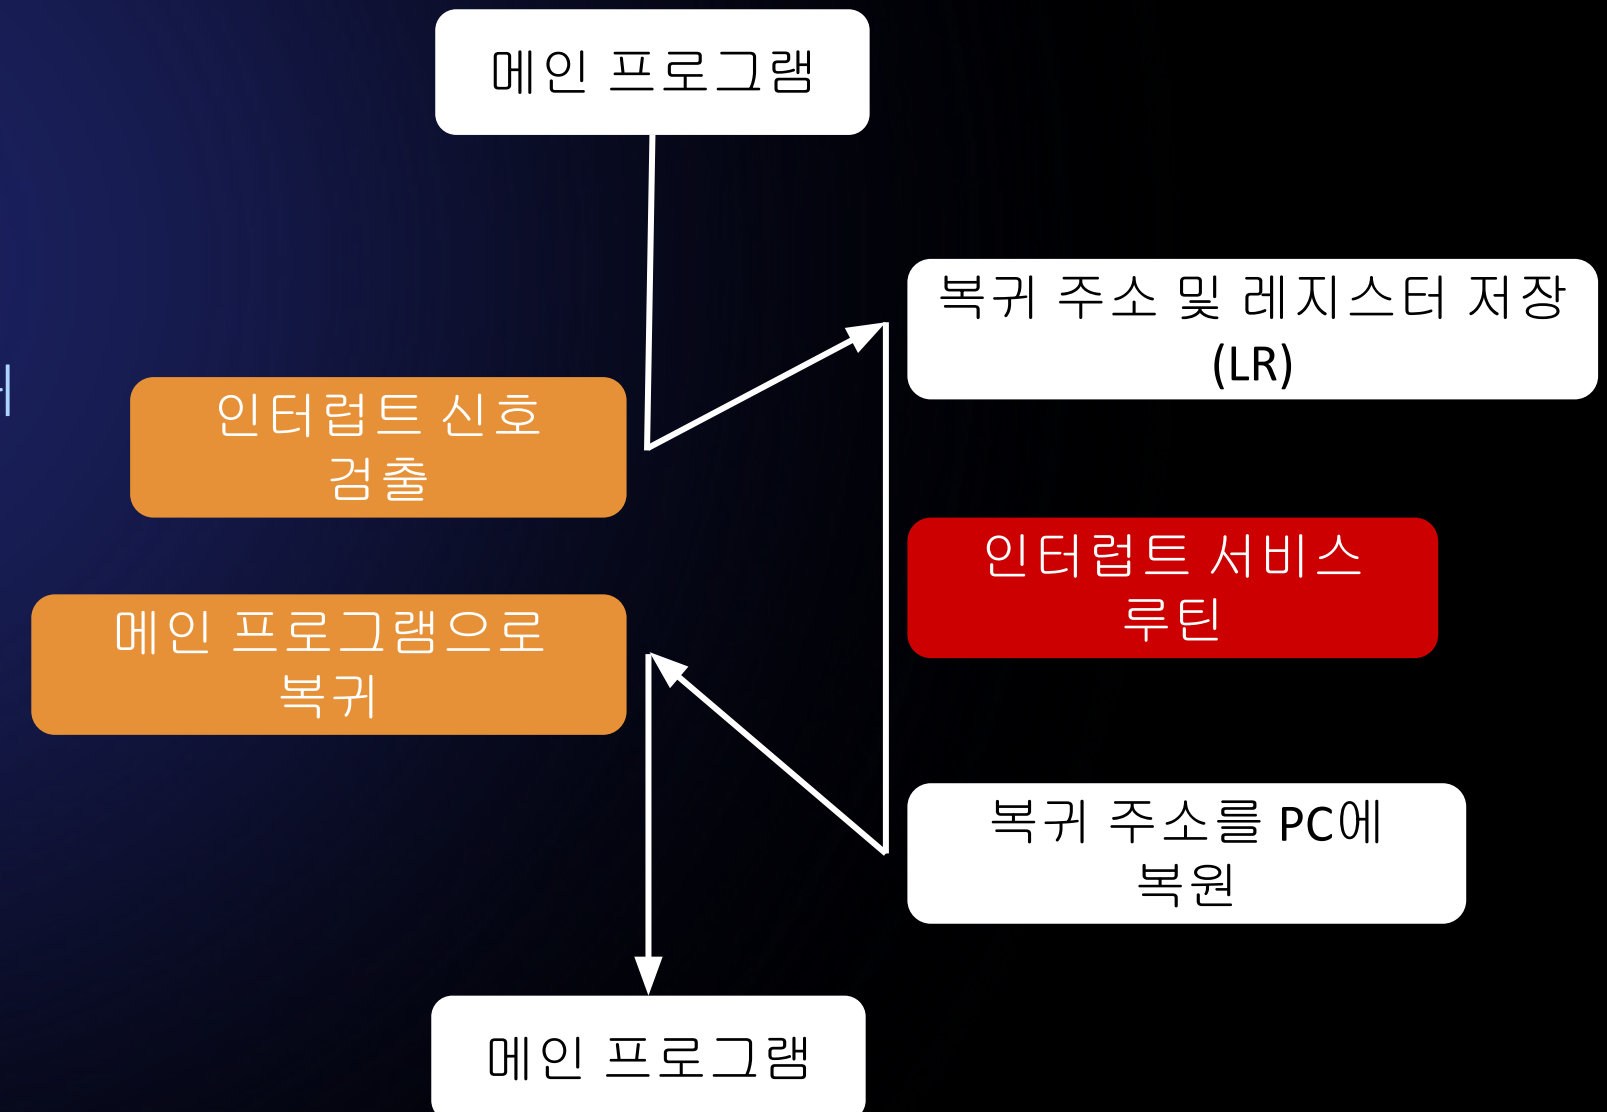 메인 프로그램
복귀 주소 및 레지스터 저장
(LR)
인터럽트 신호
검출
인터럽트 서비스
루틴
메인 프로그램으로
복귀
복귀 주소를 PC에
복원
메인 프로그램